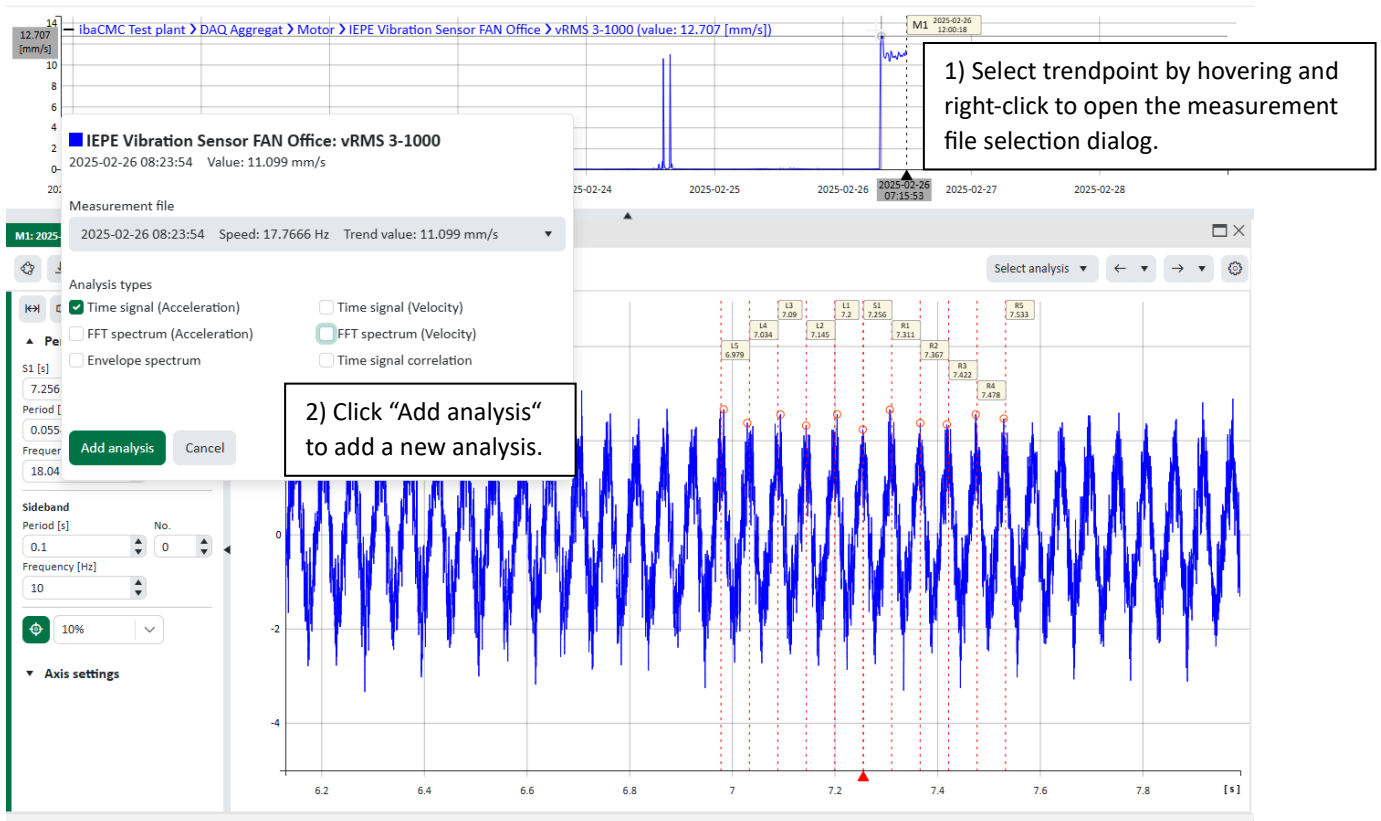 14
12.707
[mm/s]
ibaCMC Test plant ❯ DAQ Aggregat ❯ Motor ❯ IEPE Vibration Sensor FAN Office ❯ vRMS 3-1000 (value: 12.707 [mm/s])
M1 2025-02-26
12:00:18
10
8
6
4
2
0
1) Select trendpoint by hovering and
right-click to open the measurement
file selection dialog.
IEPE Vibration Sensor FAN Office: vRMS 3-1000
2025-02-26 08:23:54 Value: 11.099 mm/s
2025-02-25
2025-02-26
2025-02-26
07:15:53
2025-02-27
2025-02-28
Measurement file
2025-02-26 08:23:54 Speed: 17.7666 Hz Trend value: 11.099 mm/s
M1: 2025-
Select analysis
Analysis types
Time signal (Acceleration) Time signal (Velocity)
FFT spectrum (Acceleration) FFT spectrum (Velocity)
Envelope spectrum Time signal correlation
2) Click “Add analysis“
to add a new analysis.
Add analysis Cancel
S1 [s]
7.256
Period [
Frequen
18.04
Sideband
Period [s] No.
0.1 0
Frequency [Hz]
10
10%
Axis settings
L5
6.979
L4
7.034
L3
7.09
L2
7.145
L1
7.2
S1
7.256
R1
7.311
R2
7.367
R3
7.422
R4
7.478
R5
7.533
0
-2
-4
6.2 6.4 6.6 6.8 7 7.2 7.4 7.6 7.8 [s]